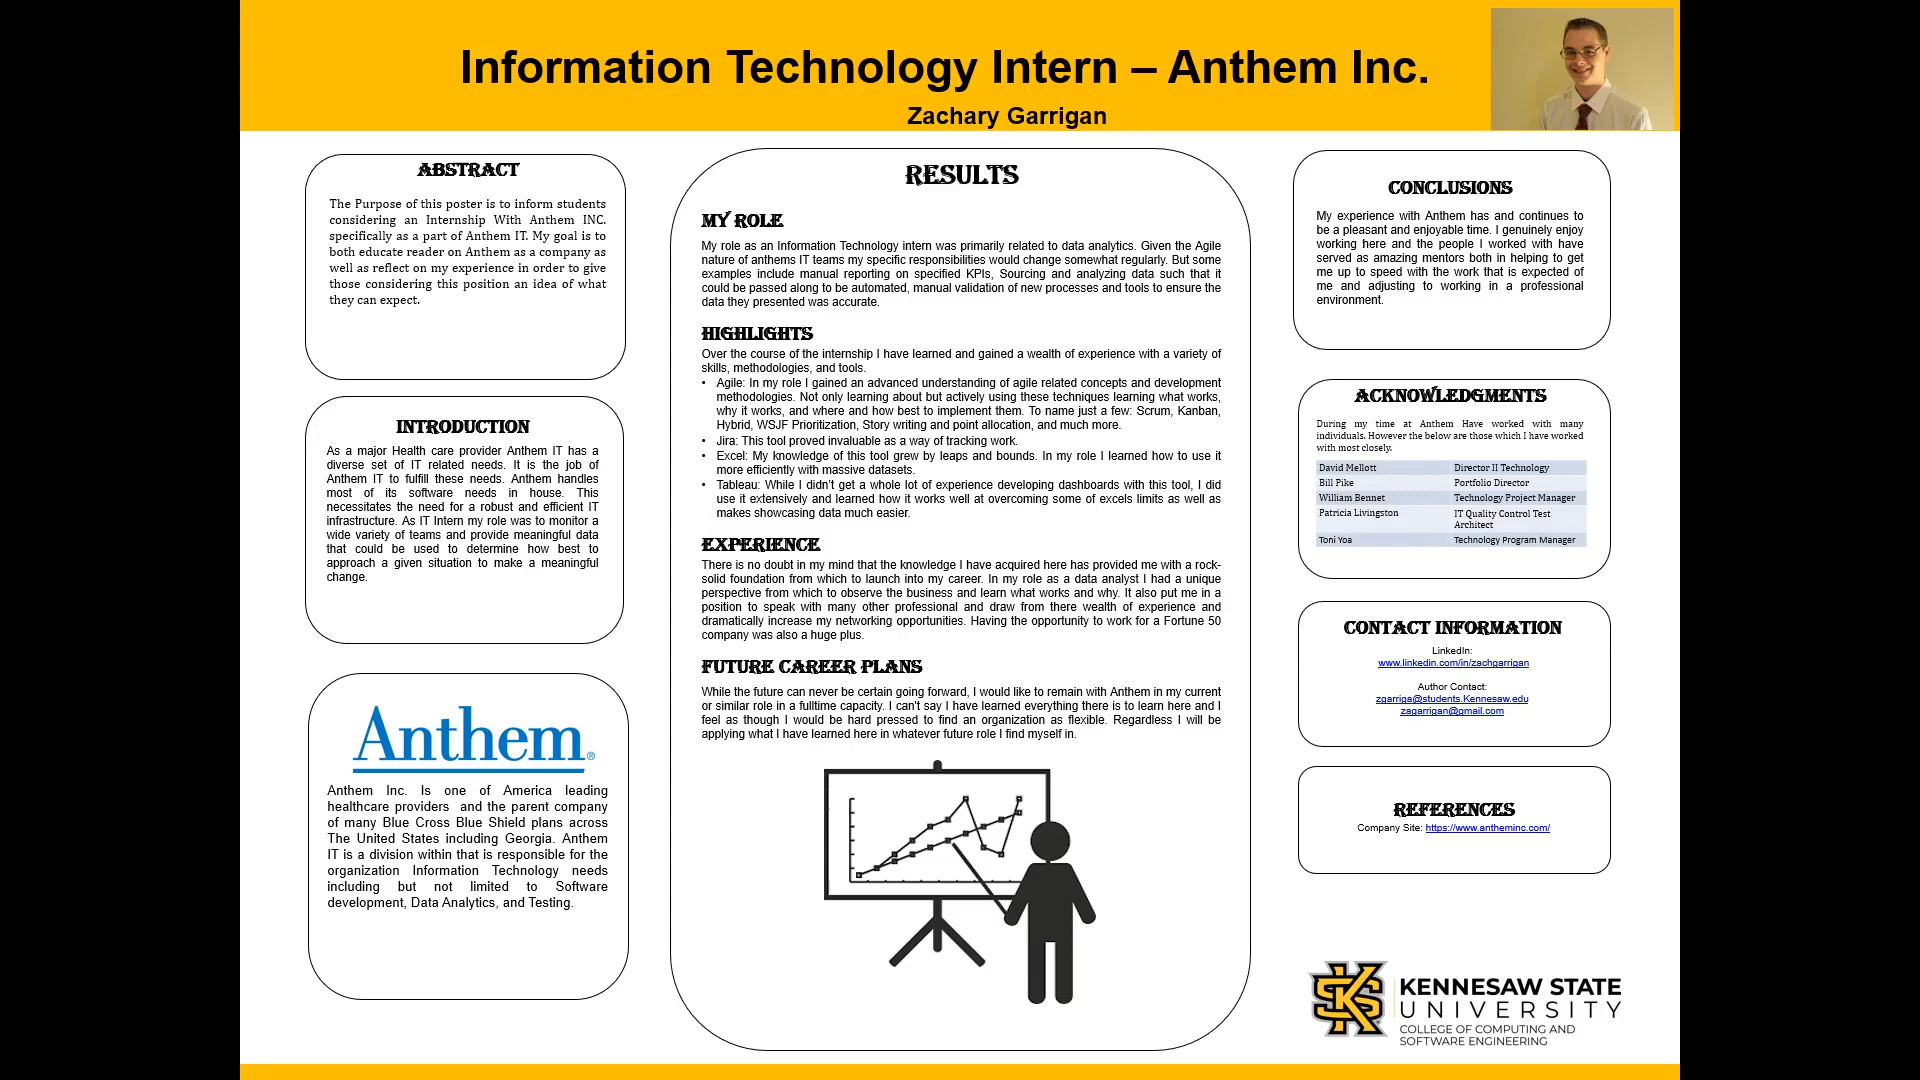 Information Technology Intern – Anthem Inc.
Zachary Garrigan
ABSTRACT
The Purpose of this poster is to inform students
considering an Internship With Anthem INC.
specifically as a part of Anthem IT. My goal is to
both educate reader on Anthem as a company as
well as reflect on my experience in order to give
those considering this position an idea of what
they can expect.
INTRODUCTION
As a major Health care provider Anthem IT has a
diverse set of IT related needs. It is the job of
Anthem IT to fulfill these needs. Anthem handles
most of its software needs in house. This
necessitates the need for a robust and efficient IT
infrastructure. As IT Intern my role was to monitor a
wide variety of teams and provide meaningful data
that could be used to determine how best to
approach a given situation to make a meaningful
change.
Anthem®
Anthem Inc. Is one of America leading
healthcare providers and the parent company
of many Blue Cross Blue Shield plans across
The United States including Georgia. Anthem
IT is a division within that is responsible for the
organization Information Technology needs
including but not limited to Software
development, Data Analytics, and Testing.
RESULTS
MY ROLE
My role as an Information Technology intern was primarily related to data analytics. Given the Agile
nature of anthems IT teams my specific responsibilities would change somewhat regularly. But some
examples include manual reporting on specified KPIs, Sourcing and analyzing data such that it
could be passed along to be automated, manual validation of new processes and tools to ensure the
data they presented was accurate.
HIGHLIGHTS
Over the course of the internship I have learned and gained a wealth of experience with a variety of
skills, methodologies, and tools.
• Agile: In my role I gained an advanced understanding of agile related concepts and development
methodologies. Not only learning about but actively using these techniques learning what works,
why it works, and where and how best to implement them. To name just a few: Scrum, Kanban,
Hybrid, WSJF Prioritization, Story writing and point allocation, and much more.
• Jira: This tool proved invaluable as a way of tracking work.
• Excel: My knowledge of this tool grew by leaps and bounds. In my role I learned how to use it
more efficiently with massive datasets.
• Tableau: While I didn't get a whole lot of experience developing dashboards with this tool, I did
use it extensively and learned how it works well at overcoming some of excels limits as well as
makes showcasing data much easier.
EXPERIENCE
There is no doubt in my mind that the knowledge I have acquired here has provided me with a rock-
solid foundation from which to launch into my career. In my role as a data analyst I had a unique
perspective from which to observe the business and learn what works and why. It also put me in a
position to speak with many other professional and draw from there wealth of experience and
dramatically increase my networking opportunities. Having the opportunity to work for a Fortune 50
company was also a huge plus.
FUTURE CAREER PLANS
While the future can never be certain going forward, I would like to remain with Anthem in my current
or similar role in a fulltime capacity. I can't say I have learned everything there is to learn here and I
feel as though I would be hard pressed to find an organization as flexible. Regardless I will be
applying what I have learned here in whatever future role I find myself in.
CONCLUSIONS
My experience with Anthem has and continues to
be a pleasant and enjoyable time. I genuinely enjoy
working here and the people I worked with have
served as amazing mentors both in helping to get
me up to speed with the work that is expected of
me and adjusting to working in a professional
environment.
ACKNOWLEDGMENTS
During my time at Anthem Have worked with many
individuals. However the below are those which I have worked
with most closely.
David Mellott Director II Technology
Bill Pike Portfolio Director
William Bennet Technology Project Manager
Patricia Livingston IT Quality Control Test
Architect
Toni Yoa Technology Program Manager
CONTACT INFORMATION
LinkedIn:
www.linkedin.com/in/zachgarrigan
Author Contact:
zgarriga@students.Kennesaw.edu
zagarrigan@gmail.com
REFERENCES
Company Site: https://www.antheminc.com/
KS
KENNESAW STATE
UNIVERSITY
COLLEGE OF COMPUTING AND
SOFTWARE ENGINEERING